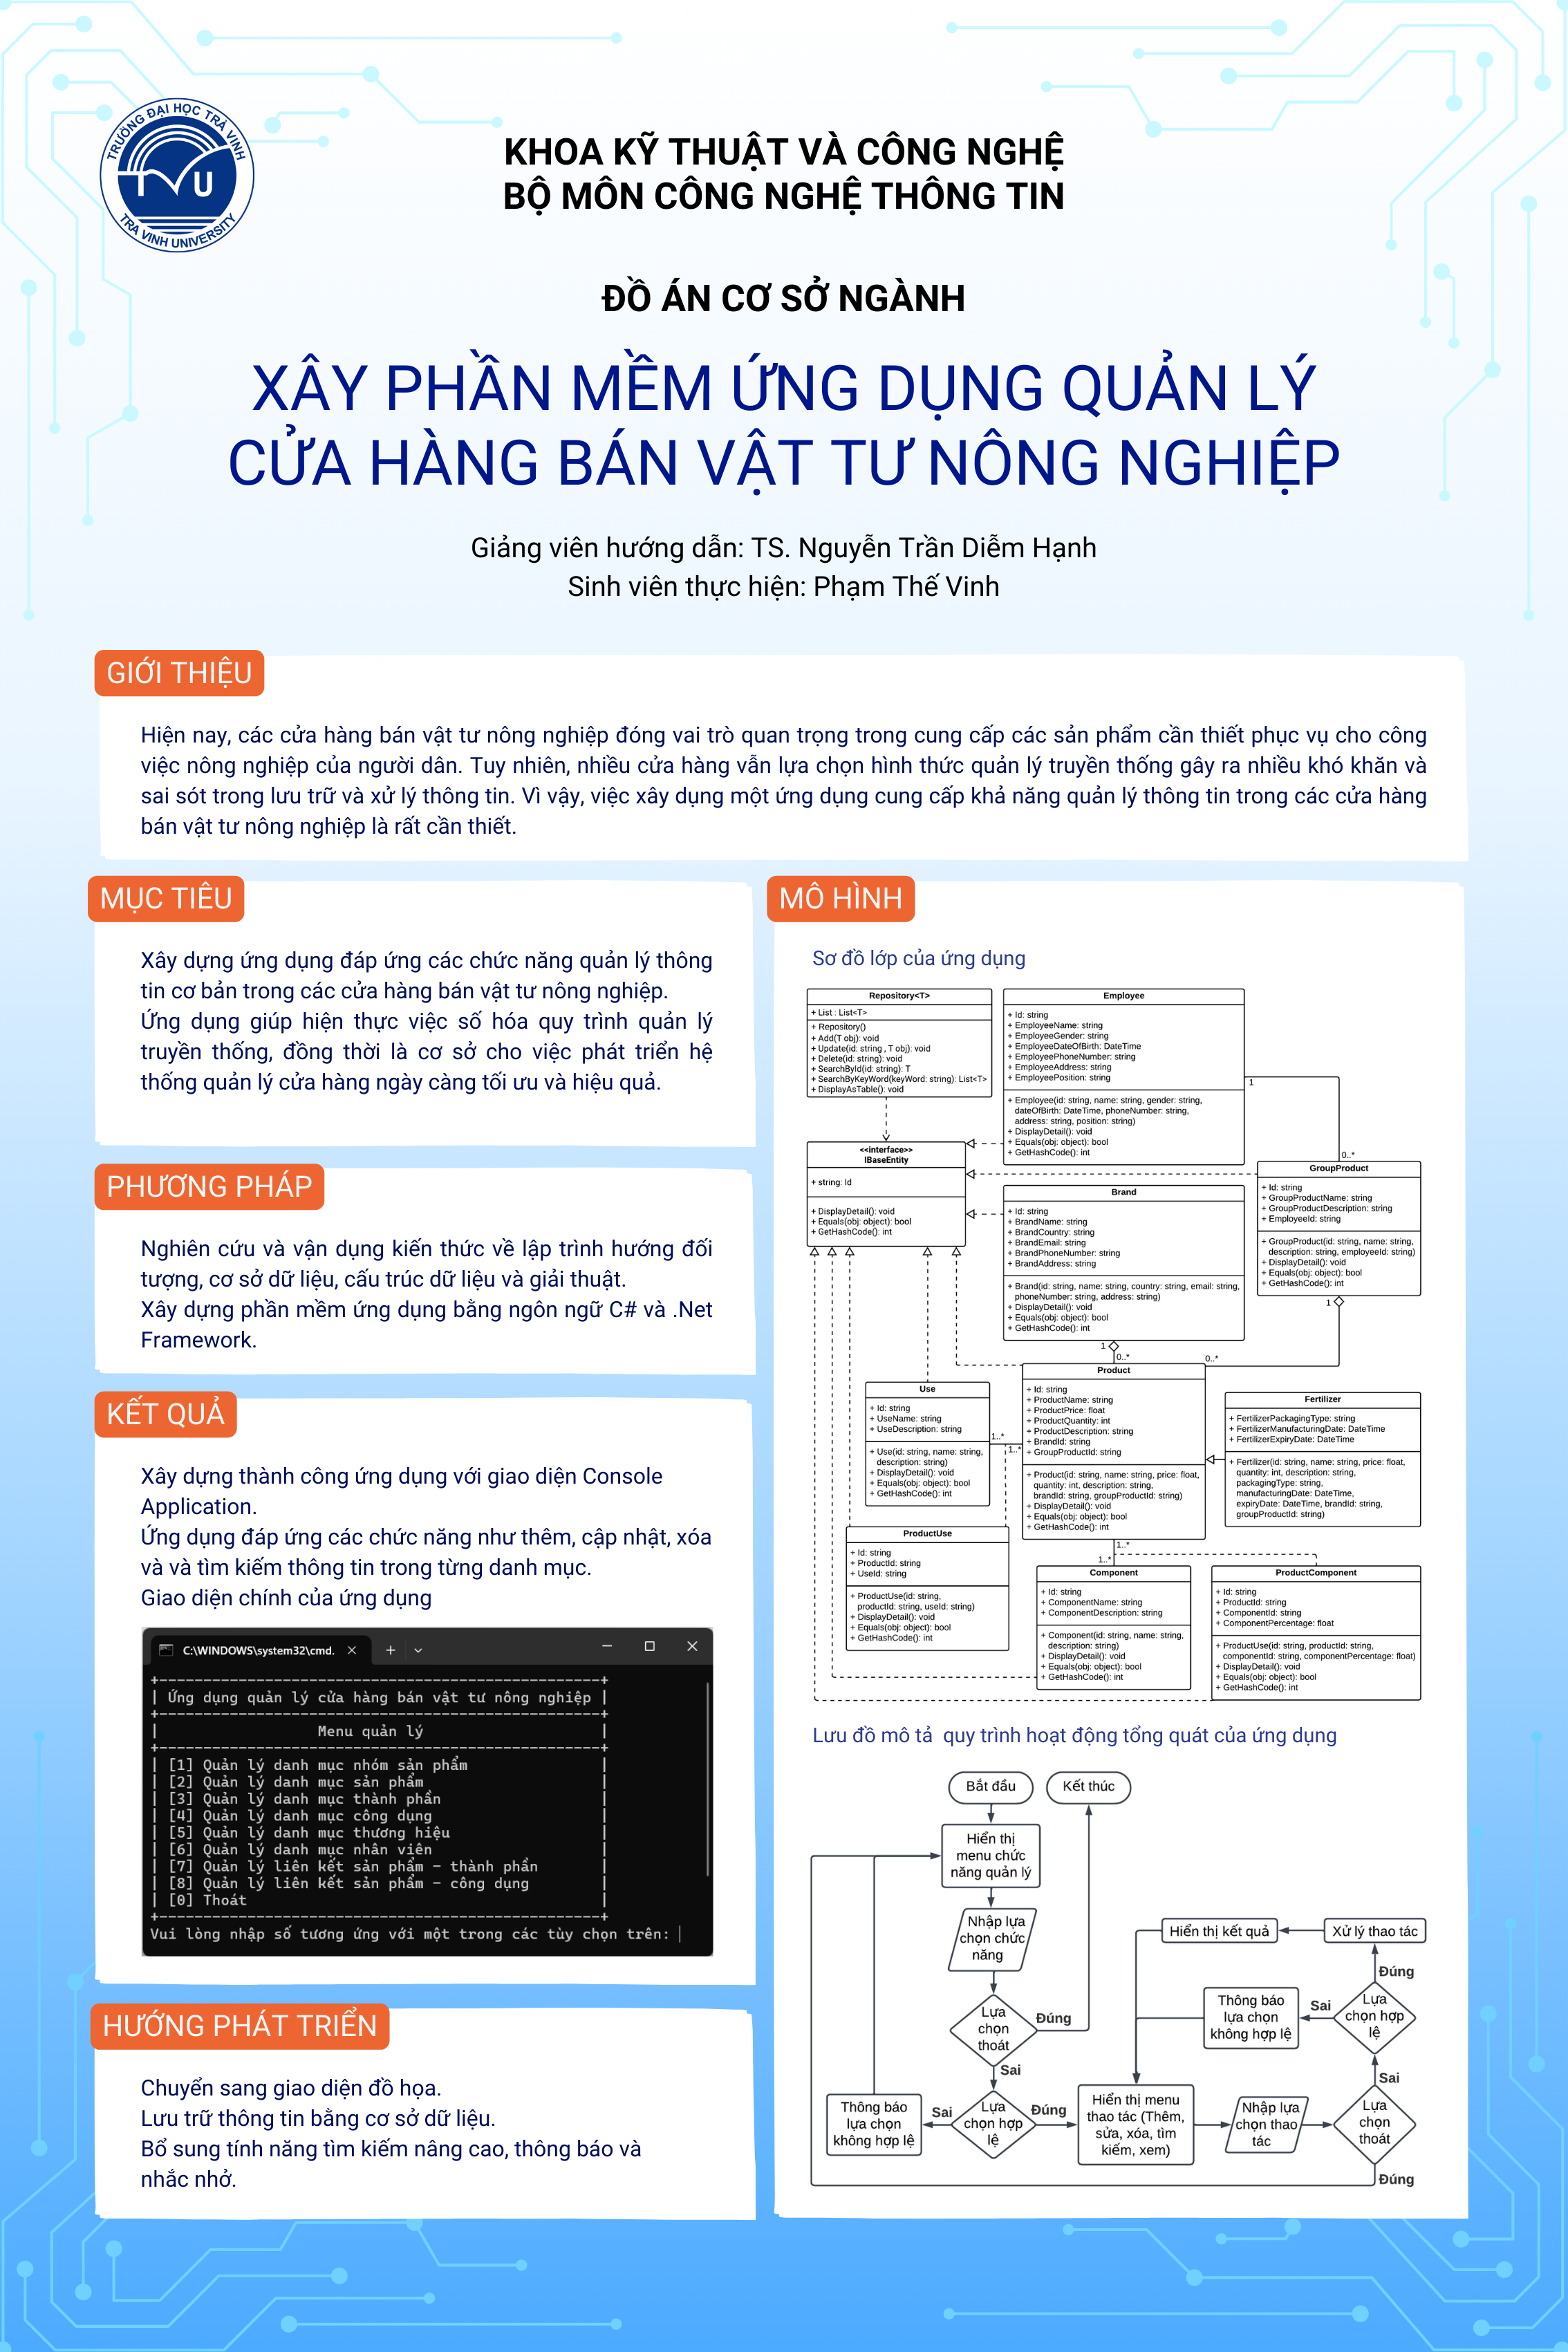 TRƯỜNG ĐẠI HỌC TRÀ VINH
TVU
TRA VINH UNIVERSITY
KHOA KỸ THUẬT VÀ CÔNG NGHỆ
BỘ MÔN CÔNG NGHỆ THÔNG TIN
ĐỒ ÁN CƠ SỞ NGÀNH
XÂY PHẦN MỀM ỨNG DỤNG QUẢN LÝ
CỬA HÀNG BÁN VẬT TƯ NÔNG NGHIỆP
Giảng viên hướng dẫn: TS. Nguyễn Trần Diễm Hạnh
Sinh viên thực hiện: Phạm Thế Vinh
GIỚI THIỆU
Hiện nay, các cửa hàng bán vật tư nông nghiệp đóng vai trò quan trọng trong cung cấp các sản phẩm cần thiết phục vụ cho công
việc nông nghiệp của người dân. Tuy nhiên, nhiều cửa hàng vẫn lựa chọn hình thức quản lý truyền thống gây ra nhiều khó khăn và
sai sót trong lưu trữ và xử lý thông tin. Vì vậy, việc xây dựng một ứng dụng cung cấp khả năng quản lý thông tin trong các cửa hàng
bán vật tư nông nghiệp là rất cần thiết.
MỤC TIÊU
Xây dựng ứng dụng đáp ứng các chức năng quản lý thông
tin cơ bản trong các cửa hàng bán vật tư nông nghiệp.
Ứng dụng giúp hiện thực việc số hóa quy trình quản lý
truyền thống, đồng thời là cơ sở cho việc phát triển hệ
thống quản lý cửa hàng ngày càng tối ưu và hiệu quả.
PHƯƠNG PHÁP
Nghiên cứu và vận dụng kiến thức về lập trình hướng đối
tượng, cơ sở dữ liệu, cấu trúc dữ liệu và giải thuật.
Xây dựng phần mềm ứng dụng bằng ngôn ngữ C# và .Net
Framework.
KẾT QUẢ
Xây dựng thành công ứng dụng với giao diện Console
Application.
Ứng dụng đáp ứng các chức năng như thêm, cập nhật, xóa
và và tìm kiếm thông tin trong từng danh mục.
Giao diện chính của ứng dụng
C:\WINDOWS\system32\cmd.
Ứng dụng quản lý cửa hàng bán vật tư nông nghiệp
Menu quản lý
[1] Quản lý danh mục nhóm sản phẩm
[2] Quản lý danh mục sản phẩm
[3] Quản lý danh mục thành phần
[4] Quản lý danh mục công dụng
[5] Quản lý danh mục thương hiệu
[6] Quản lý danh mục nhân viên
[7] Quản lý liên kết sản phẩm - thành phần
[8] Quản lý liên kết sản phẩm - công dụng
[0] Thoát
Vui lòng nhập số tương ứng với một trong các tùy chọn trên:
HƯỚNG PHÁT TRIỂN
Chuyển sang giao diện đồ họa.
Lưu trữ thông tin bằng cơ sở dữ liệu.
Bổ sung tính năng tìm kiếm nâng cao, thông báo và
nhắc nhở.
MÔ HÌNH
Sơ đồ lớp của ứng dụng
Repository<T>
+ List : List<T>
+ Repository()
+ Add(T obj): void
+ Update(id: string , T obj): void
+ Delete(id: string): void
+ SearchById(id: string): T
+ SearchByKeyWord(keyWord: string): List<T>
+ DisplayAsTable(): void
Employee
+ Id: string
+ EmployeeName: string
+ EmployeeGender: string
+ EmployeeDateOfBirth: DateTime
+ EmployeePhoneNumber: string
+ EmployeeAddress: string
+ EmployeePosition: string
+ Employee(id: string, name: string, gender: string,
dateOfBirth: DateTime, phoneNumber: string,
address: string, position: string)
+ DisplayDetail(): void
+ Equals(obj: object): bool
+ GetHashCode(): int
1
0..*
<<interface>>
IBaseEntity
+ string: Id
+ DisplayDetail(): void
+ Equals(obj: object): bool
+ GetHashCode(): int
GroupProduct
+ Id: string
+ GroupProductName: string
+ GroupProductDescription: string
+ EmployeeId: string
+ GroupProduct(id: string, name: string,
description: string, employeeId: string)
+ DisplayDetail(): void
+ Equals(obj: object): bool
+ GetHashCode(): int
1
Brand
+ Id: string
+ BrandName: string
+ BrandCountry: string
+ BrandEmail: string
+ BrandPhoneNumber: string
+ BrandAddress: string
+ Brand(id: string, name: string, country: string, email: string,
phoneNumber: string, address: string)
+ DisplayDetail(): void
+ Equals(obj: object): bool
+ GetHashCode(): int
1
0..*
0..*
Product
+ Id: string
+ ProductName: string
+ ProductPrice: float
+ ProductQuantity: int
+ ProductDescription: string
+ BrandId: string
+ GroupProductId: string
+ Product(id: string, name: string, price: float,
quantity: int, description: string,
brandId: string, groupProductId: string)
+ DisplayDetail(): void
+ Equals(obj: object): bool
+ GetHashCode(): int
Use
+ Id: string
+ UseName: string
+ UseDescription: string
+ Use(id: string, name: string,
description: string)
+ DisplayDetail(): void
+ Equals(obj: object): bool
+ GetHashCode(): int
1..*
1..*
Fertilizer
+ FertilizerPackagingType: string
+ FertilizerManufacturingDate: DateTime
+ FertilizerExpiryDate: DateTime
+ Fertilizer(id: string, name: string, price: float,
quantity: int, description: string,
packagingType: string,
manufacturingDate: DateTime,
expiryDate: DateTime, brandId: string,
groupProductId: string)
ProductUse
+ Id: string
+ ProductId: string
+ UseId: string
+ ProductUse(id: string,
productId: string, useId: string)
+ DisplayDetail(): void
+ Equals(obj: object): bool
+ GetHashCode(): int
1..*
1..*
Component
+ Id: string
+ ComponentName: string
+ ComponentDescription: string
+ Component(id: string, name: string,
description: string)
+ DisplayDetail(): void
+ Equals(obj: object): bool
+ GetHashCode(): int
ProductComponent
+ Id: string
+ ProductId: string
+ ComponentId: string
+ ComponentPercentage: float
+ ProductUse(id: string, productId: string,
componentId: string, componentPercentage: float)
+ DisplayDetail(): void
+ Equals(obj: object): bool
+ GetHashCode(): int
Lưu đồ mô tả quy trình hoạt động tổng quát của ứng dụng
Bắt đầu
Kết thúc
Hiển thị
menu chức
năng quản lý
Nhập lựa
chọn chức
năng
Lựa
chọn
thoát
Đúng
Sai
Lựa
chọn hợp
lệ
Sai
Thông báo
lựa chọn
không hợp lệ
Đúng
Hiển thị menu
thao tác (Thêm,
sửa, xóa, tìm
kiếm, xem)
Nhập lựa
chọn thao
tác
Lựa
chọn
thoát
Đúng
Sai
Lựa
chọn hợp
lệ
Sai
Thông báo
lựa chọn
không hợp lệ
Đúng
Xử lý thao tác
Hiển thị kết quả